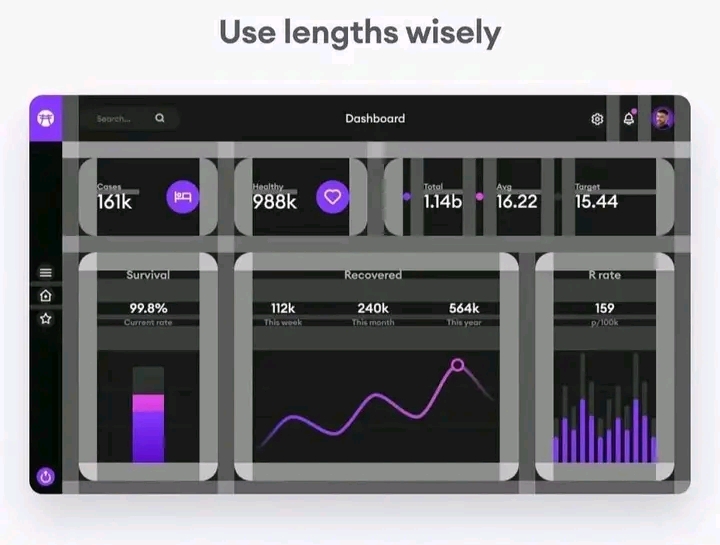 Use lengths wisely
Search...
Dashboard
Cases
161k
Healthy
988k
Total
1.14b
Avg
16.22
Target
15.44
Survival
99.8%
Current rate
Recovered
112k
This week
240k
This month
564k
This year
R rate
159
p/100k